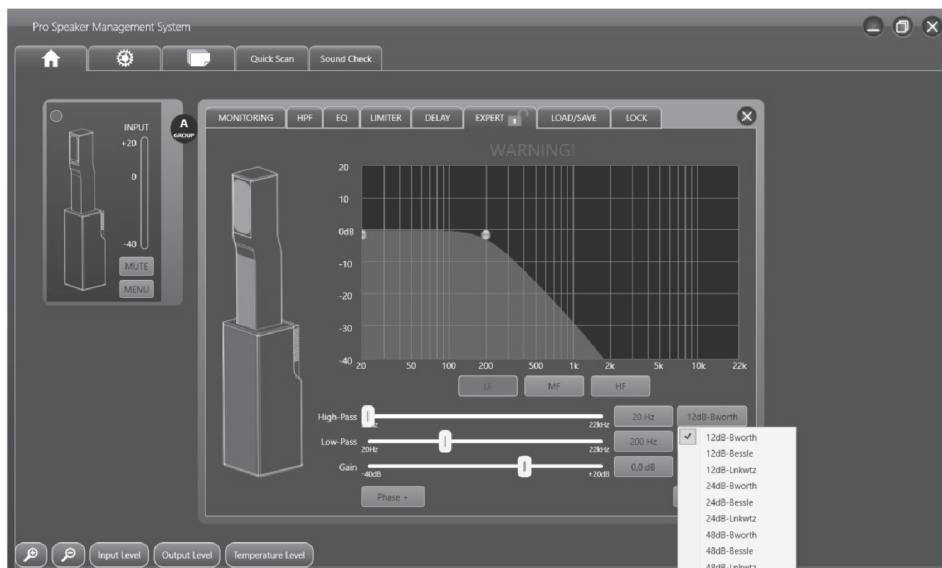 Pro Speaker Management System
Quick Scan Sound Check
INPUT
+20
0
-40
MUTE
MENU
A
GROUP
MONITORING HPF EQ LIMITER DELAY EXPERT LOAD/SAVE LOCK
WARNING!
20
10
0dB
-10
-20
-30
-40
20 50 100 200 500 1k 2k 5k 10k 22k
LF MF HF
High-Pass 22kHz 20 Hz 12dB-Bworth
Low-Pass 20Hz 22kHz 200 Hz
Gain -40dB +20dB 0,0 dB
Phase +
12dB-Bworth
12dB-Bessle
12dB-Lnkwtz
24dB-Bworth
24dB-Bessle
24dB-Lnkwtz
48dB-Bworth
48dB-Bessle
48dB-Lnkwtz
Input Level Output Level Temperature Level